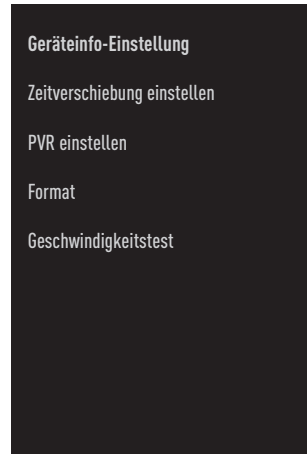 Geräteinfo-Einstellung
Zeitverschiebung einstellen
PVR einstellen
Format
Geschwindigkeitstest